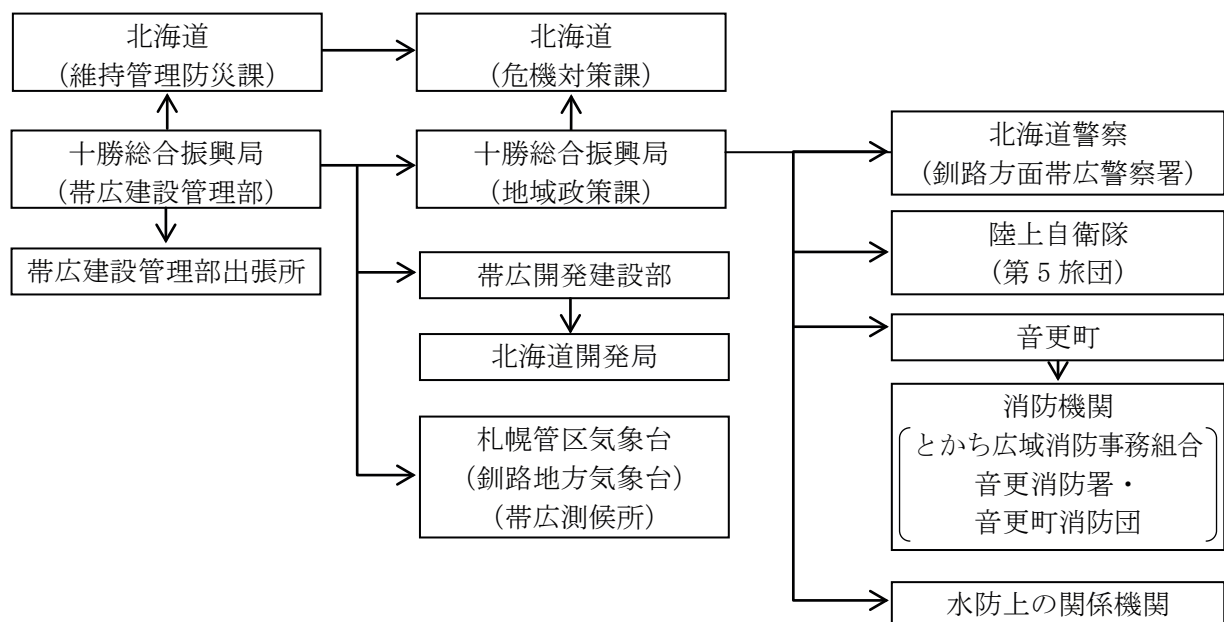 北海道
(維持管理防災課)
北海道
(危機対策課)
十勝総合振興局
(帯広建設管理部)
十勝総合振興局
(地域政策課)
北海道警察
(釧路方面帯広警察署)
帯広建設管理部出張所
帯広開発建設部
陸上自衛隊
(第5旅団)
北海道開発局
音更町
札幌管区気象台
(釧路地方気象台)
(帯広測候所)
消防機関
とかち広域消防事務組合
音更消防署・
音更町消防団
水防上の関係機関